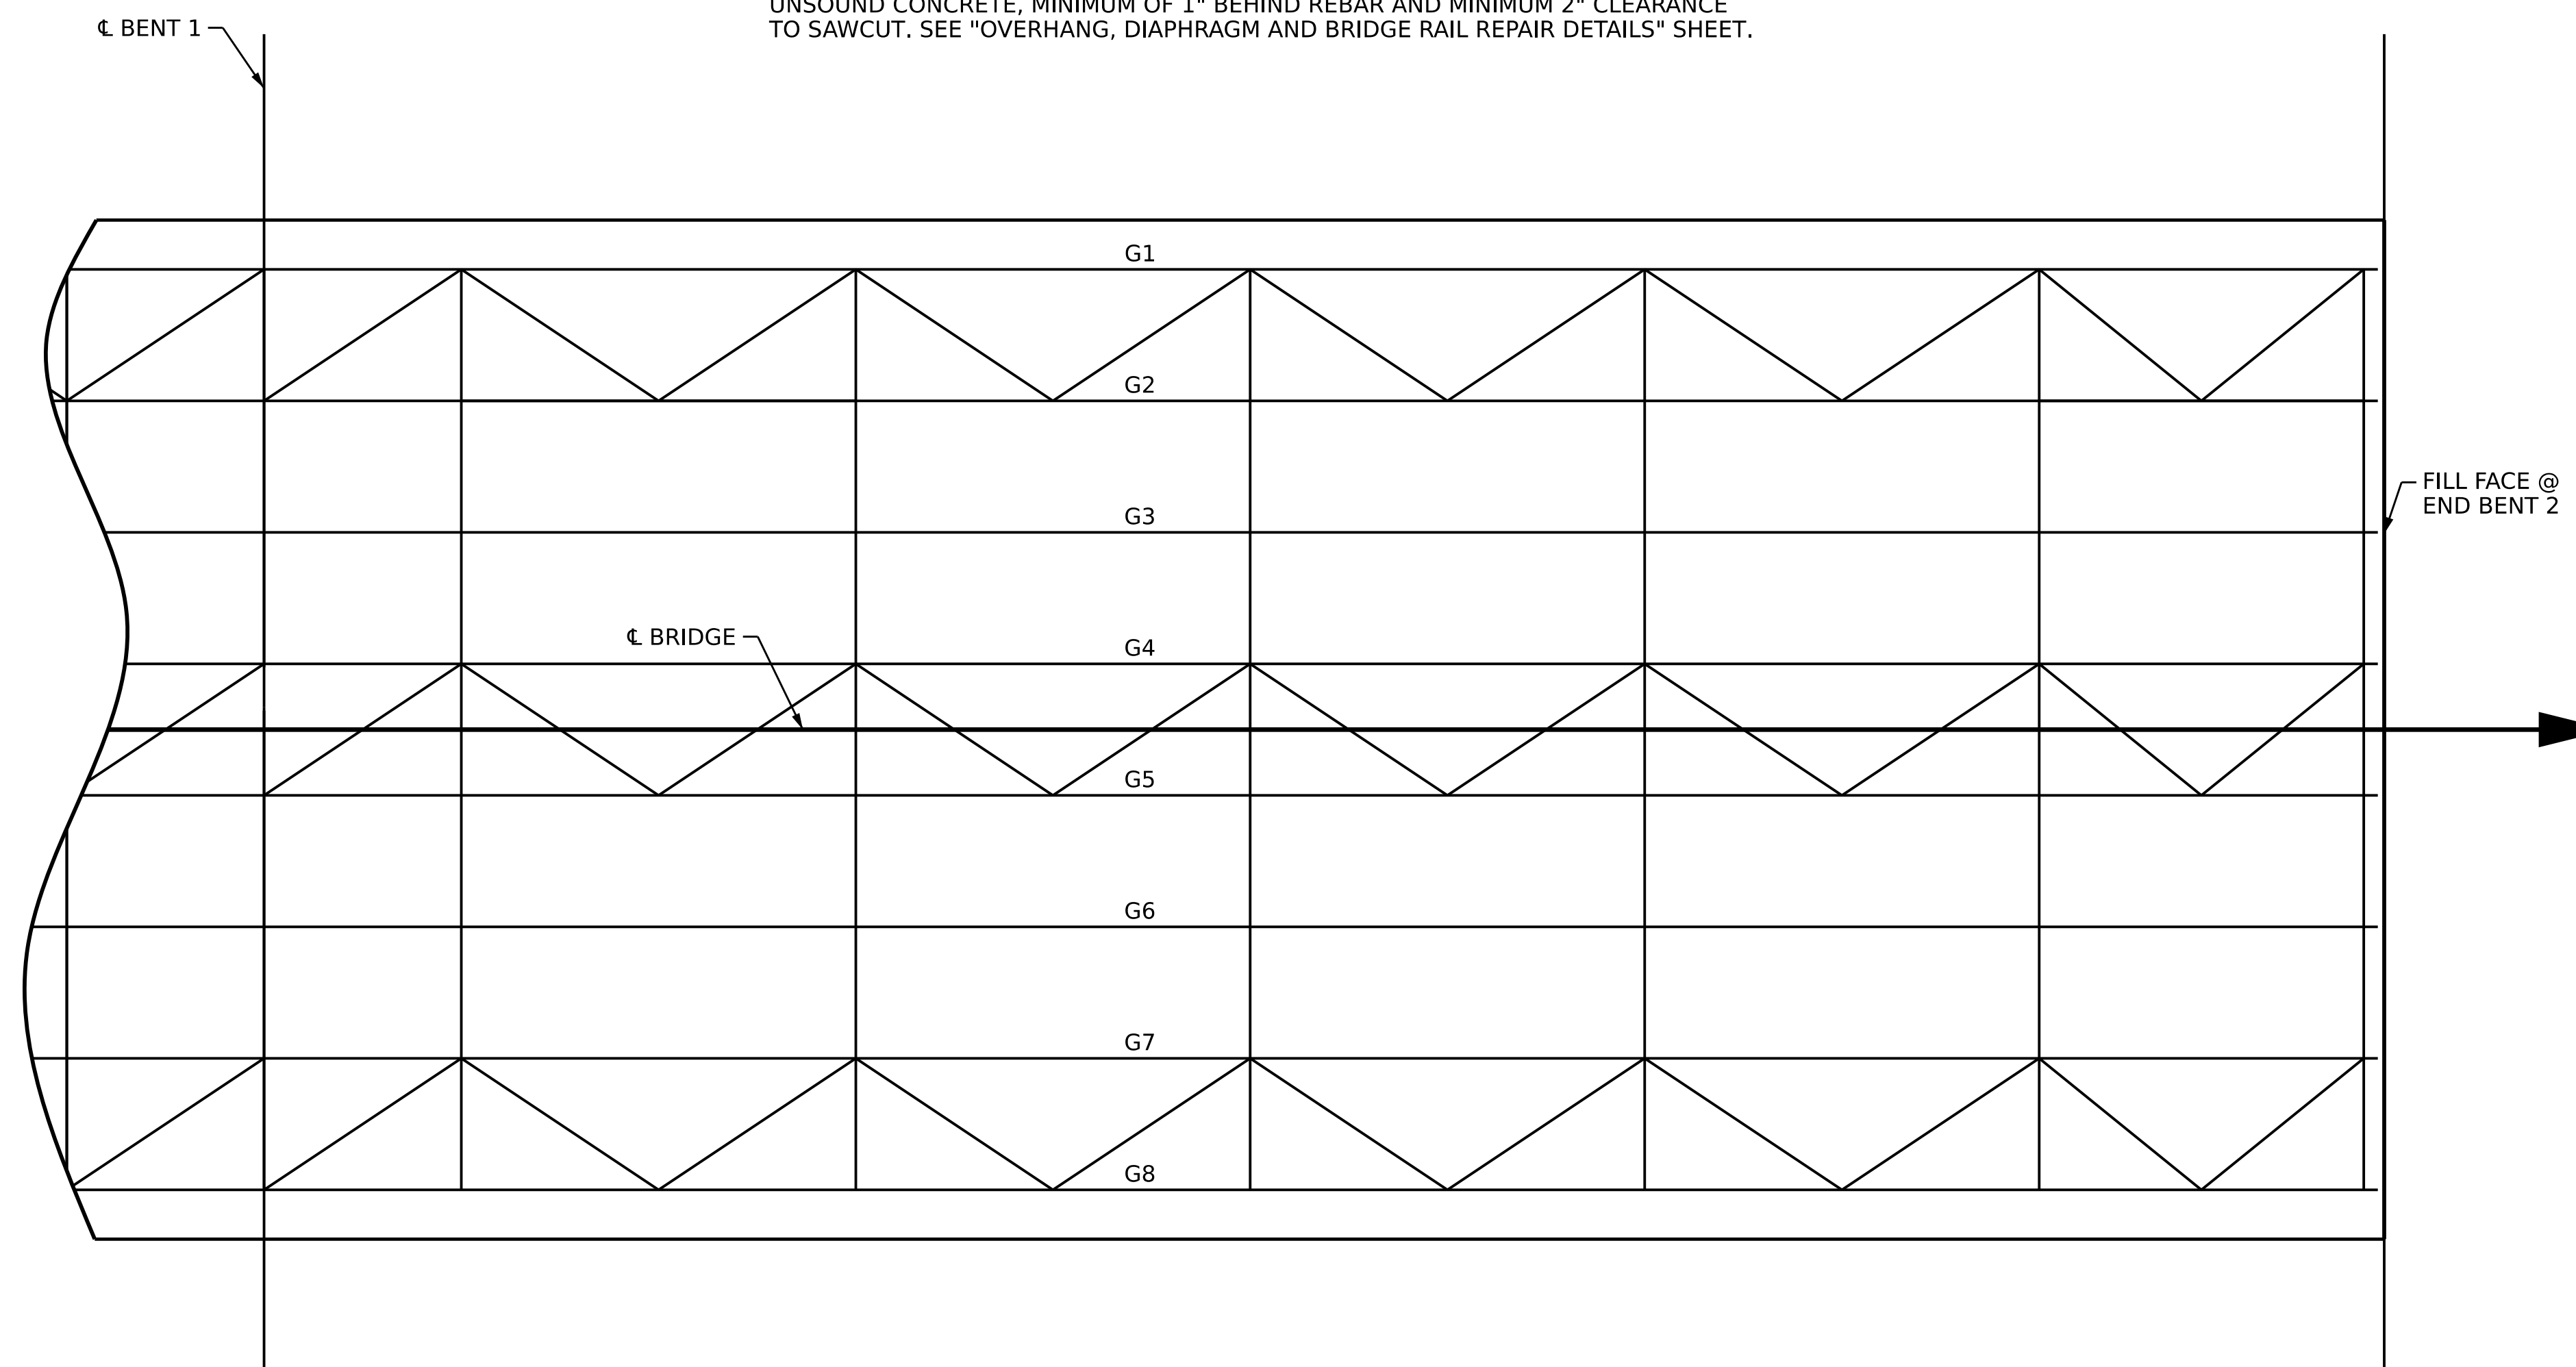 UNSOUND CONCRETE, MINIMUM OF 1" BEHIND REBAR AND MINIMUM 2" CLEARANCE
TO SAWCUT. SEE "OVERHANG, DIAPHRAGM AND BRIDGE RAIL REPAIR DETAILS" SHEET.
℄ BENT 1
G1
G2
FILL FACE @
END BENT 2
G3
℄ BRIDGE
G4
G5
G6
G7
G8